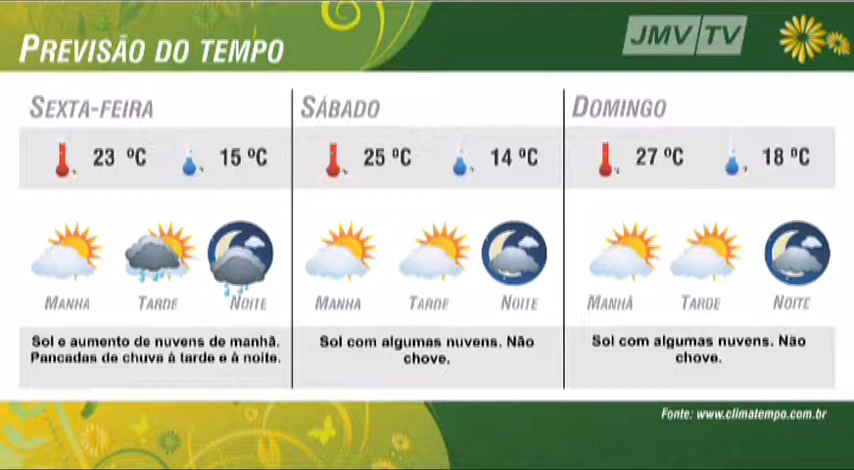 PREVISÃO DO TEMPO
JMV TV
SEXTA-FEIRA
23 ºC 15 ºC
MANHA TARDE NOITE
Sol e aumento de nuvens de manhã.
Pancadas de chuva à tarde e à noite.
SÁBADO
25 ºC 14 ºC
MANHA TARDE NOITE
Sol com algumas nuvens. Não
chove.
DOMINGO
27 ºC 18 ºC
MANHÃ TARDE NOITE
Sol com algumas nuvens. Não
chove.
Fonte: www.climatempo.com.br